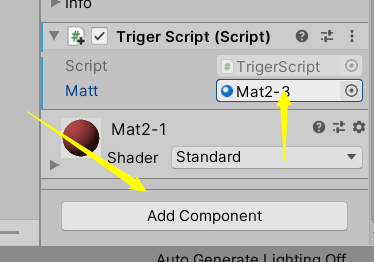 Info
Triger Script (Script)
Script
TrigerScript
Matt
Mat2-3
Mat2-1
Shader
Standard
Add Component
Auto Generate Lighting Off